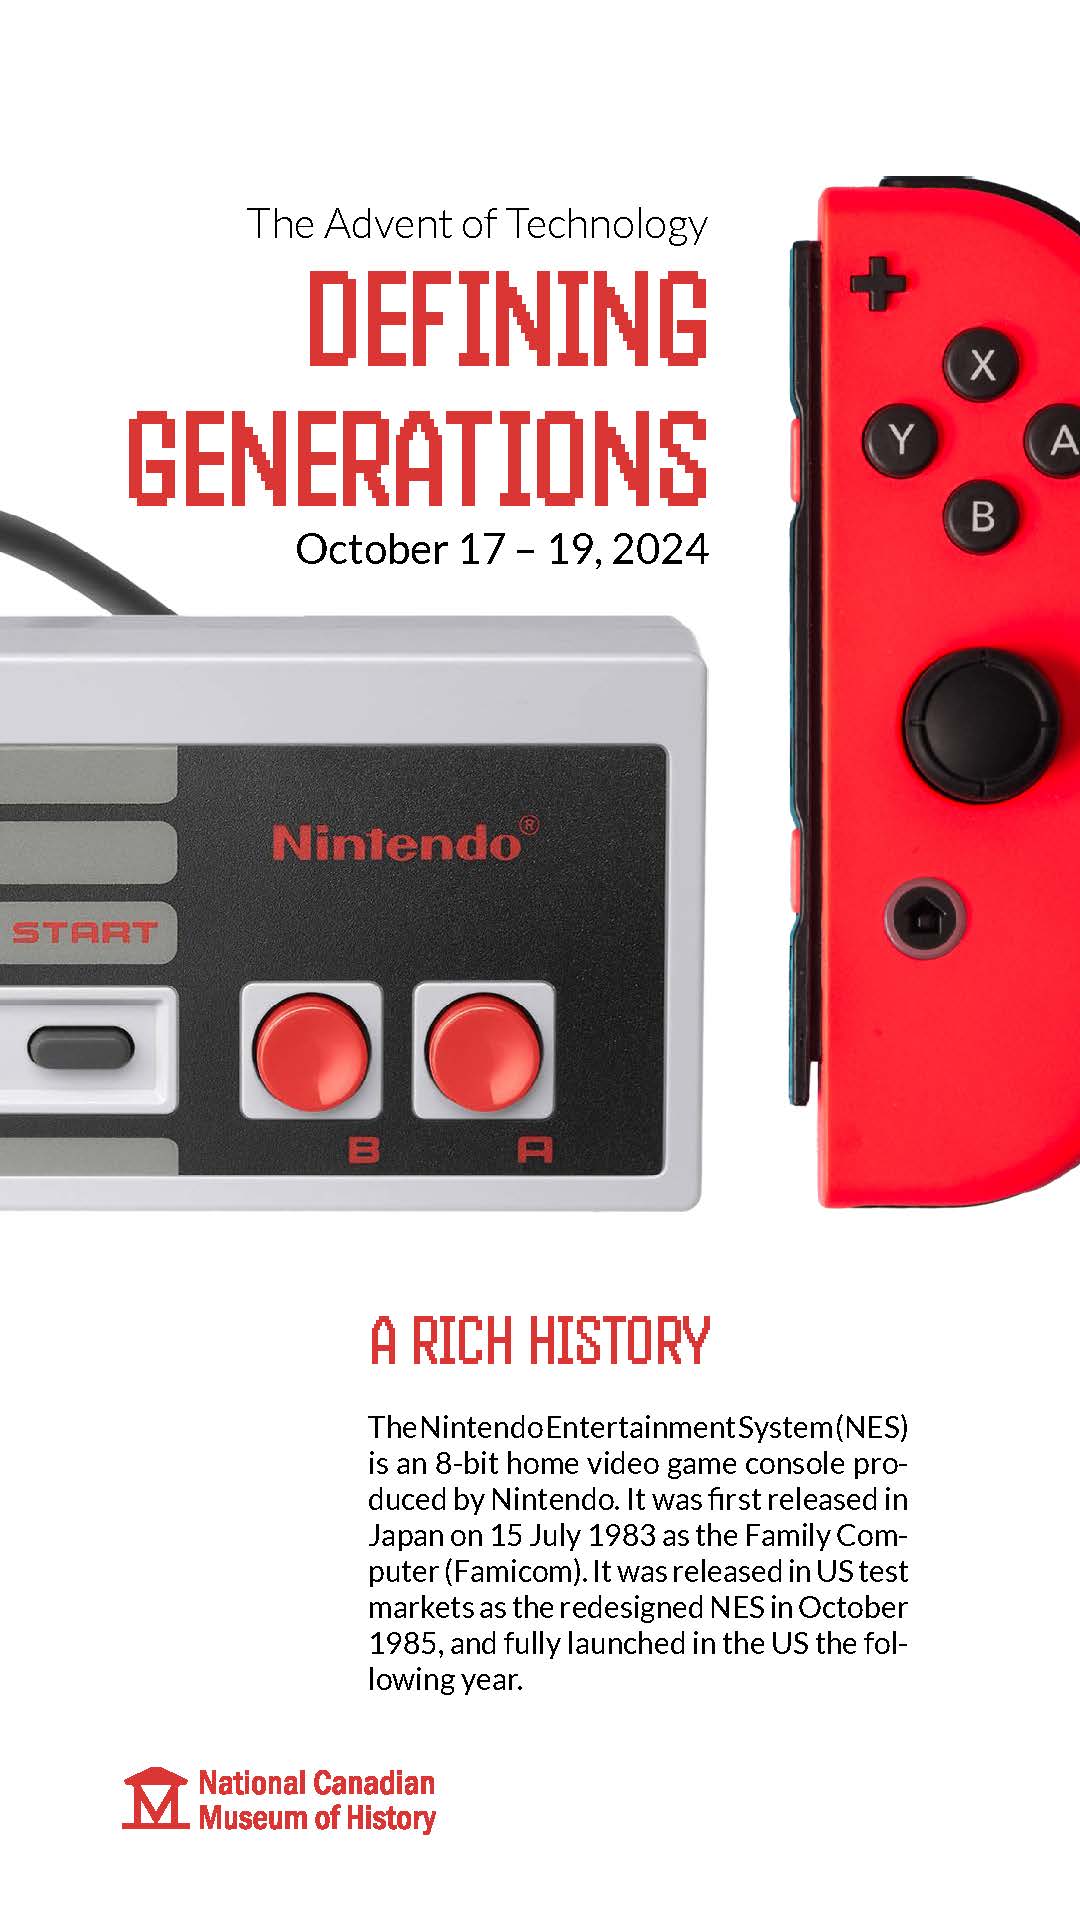 The Advent of Technology
DEFINING
GENERATIONS
October 17 – 19, 2024
X
Y
A
B
Nintendo®
START
B
A
A RICH HISTORY
The Nintendo Entertainment System (NES)
is an 8-bit home video game console pro-
duced by Nintendo. It was first released in
Japan on 15 July 1983 as the Family Com-
puter (Famicom). It was released in US test
markets as the redesigned NES in October
1985, and fully launched in the US the fol-
lowing year.
National Canadian
Museum of History